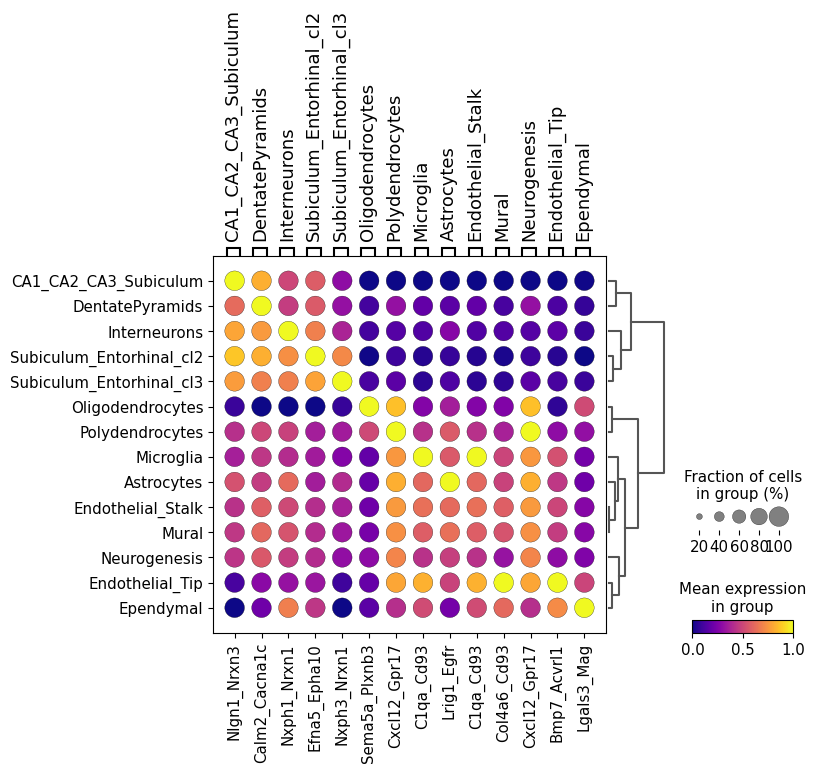 CA1_CA2_CA3_Subiculum
DentatePyramids
Interneurons
Subiculum_Entorhinal_cl2
Subiculum_Entorhinal_cl3
Oligodendrocytes
Polydendrocytes
Microglia
Astrocytes
Endothelial_Stalk
Mural
Neurogenesis
Endothelial_Tip
Ependymal
CA1_CA2_CA3_Subiculum
DentatePyramids
Interneurons
Subiculum_Entorhinal_cl2
Subiculum_Entorhinal_cl3
Oligodendrocytes
Polydendrocytes
Microglia
Astrocytes
Endothelial_Stalk
Mural
Neurogenesis
Endothelial_Tip
Ependymal
Nlgn1_Nrxn3
Calm2_Cacna1c
Nxph1_Nrxn1
Efna5_Epha10
Nxph3_Nrxn1
Sema5a_Plxnb3
Cxcl12_Gpr17
C1qa_Cd93
Lrig1_Egfr
C1qa_Cd93
Col4a6_Cd93
Cxcl12_Gpr17
Bmp7_Acvrl1
Lgals3_Mag
Fraction of cells
in group (%)
20 40 60 80 100
Mean expression
in group
0.0 0.5 1.0